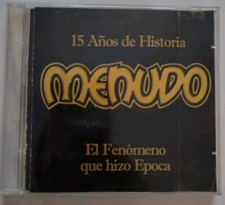 15 Años de Historia
MENUDO
El Fenómeno
que hizo Epoca